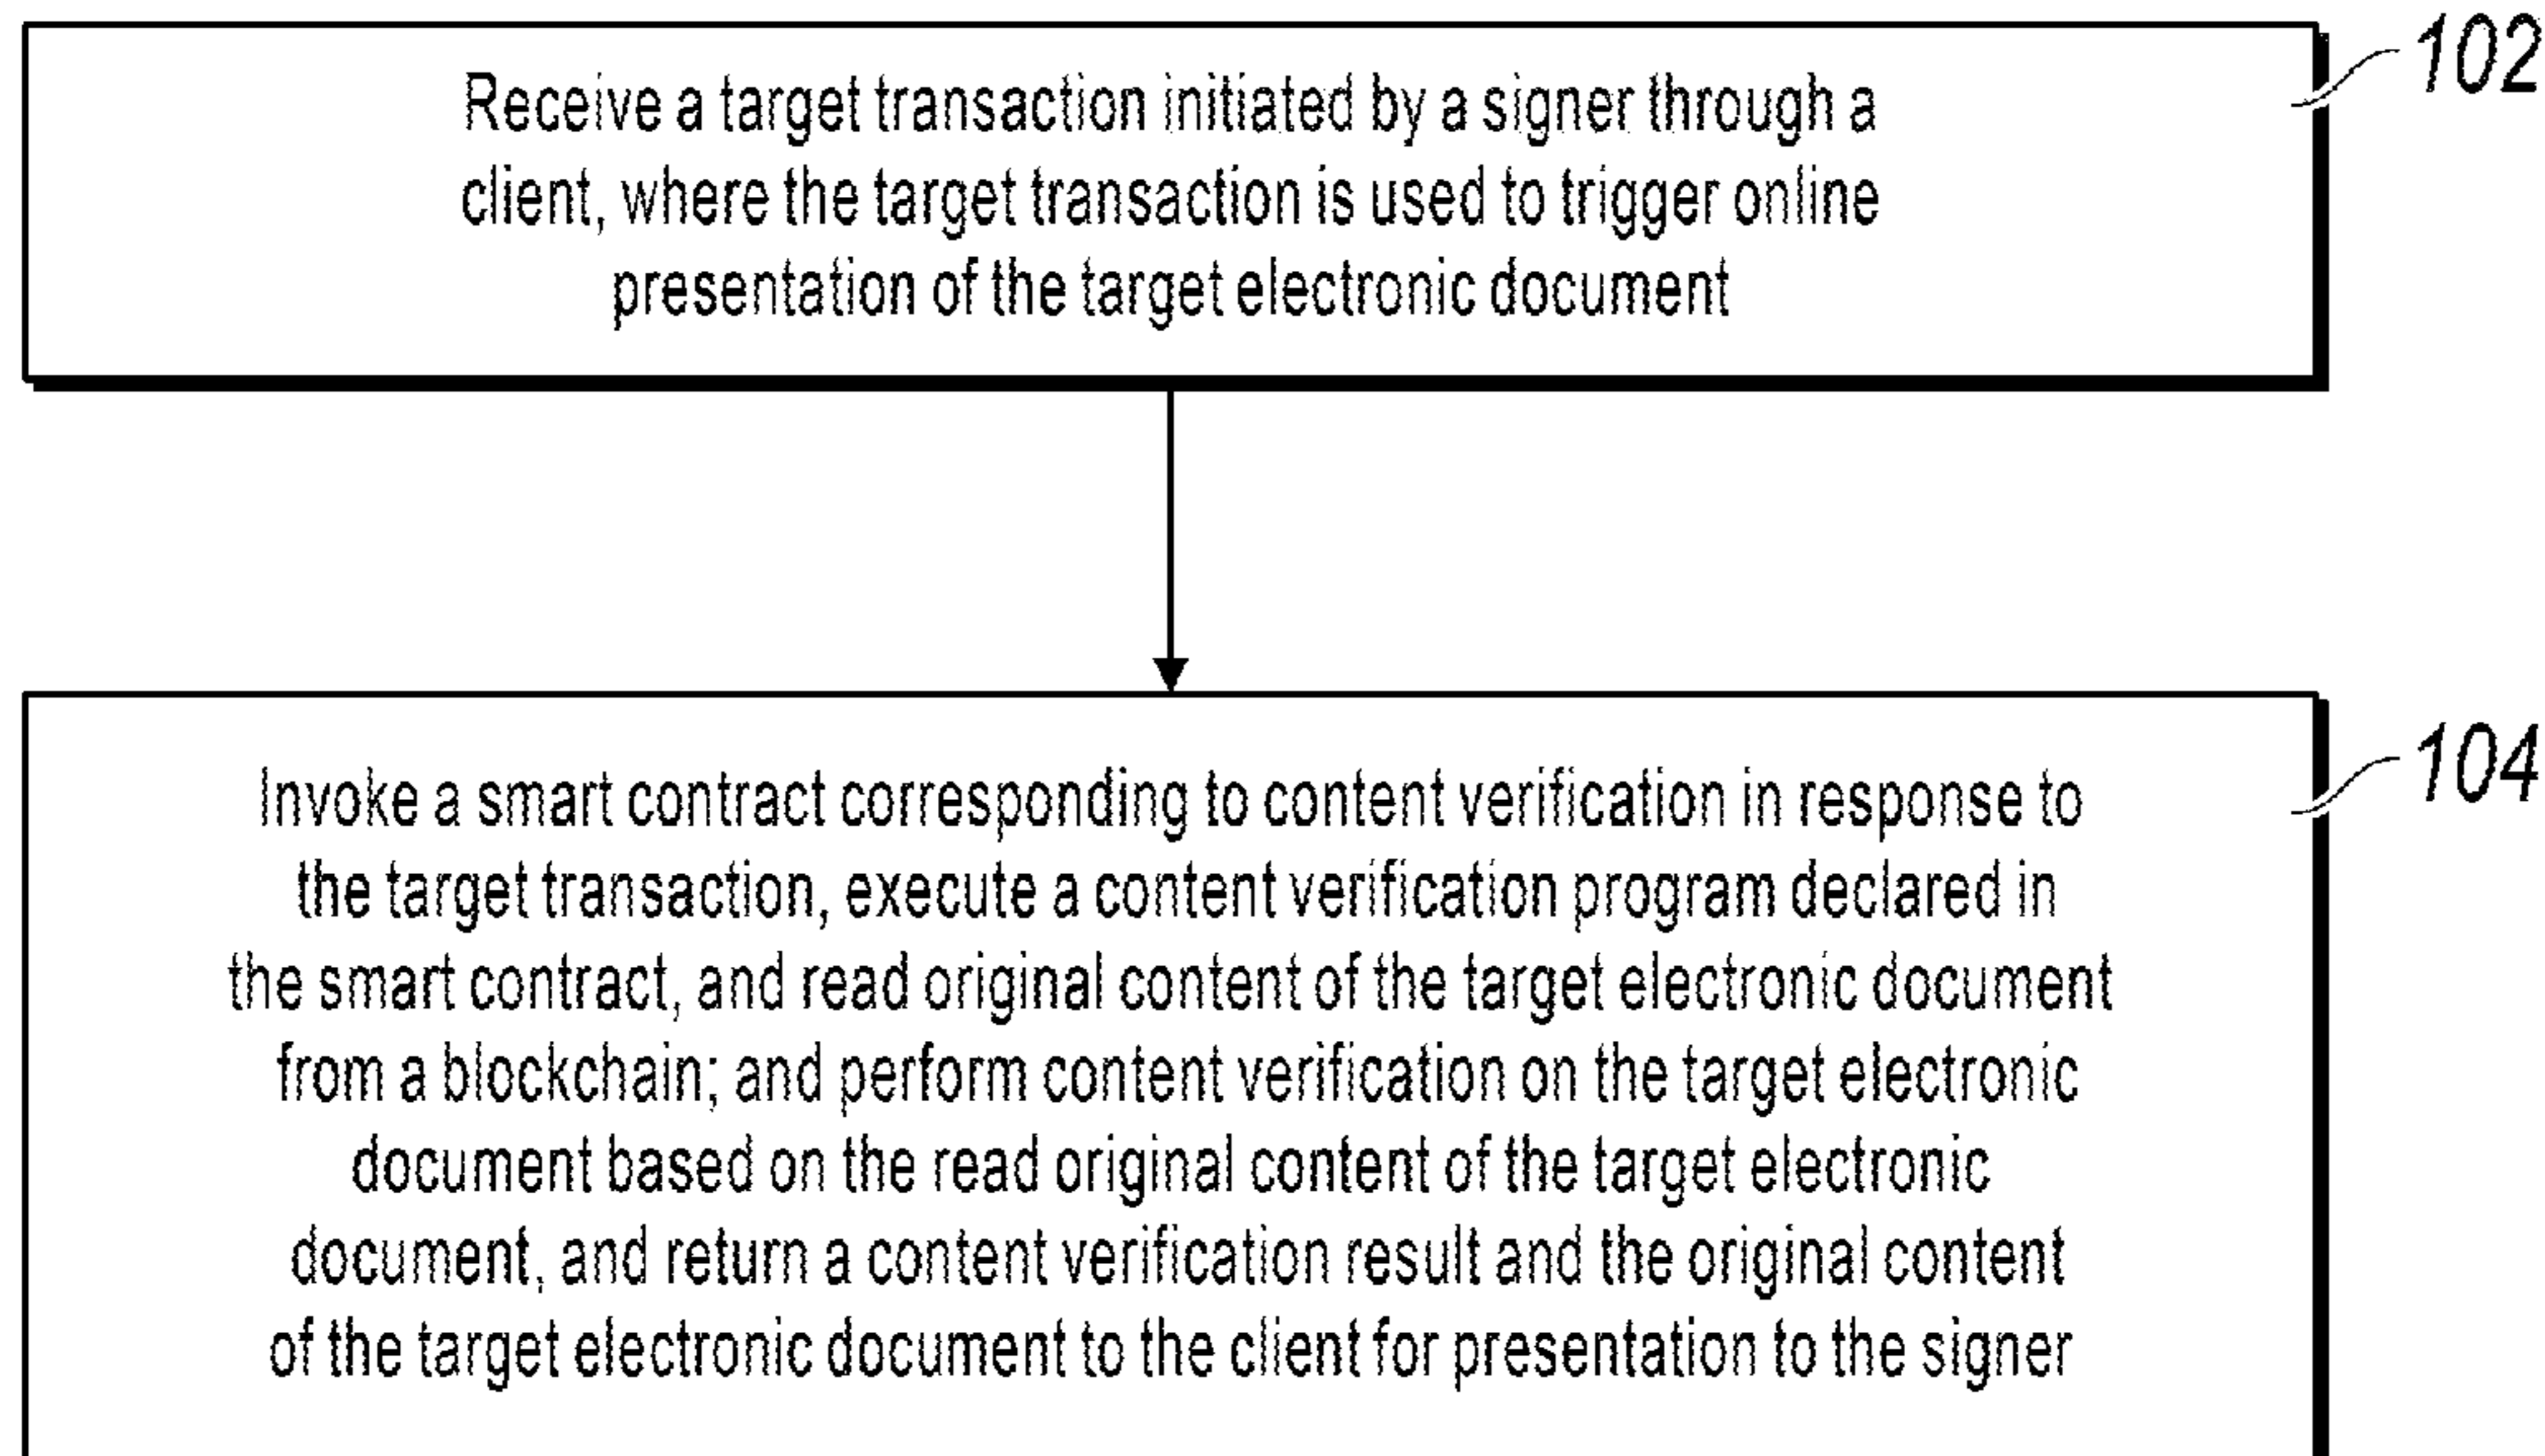 Receive a target transaction initiated by a signer through a
client, where the target transaction is used to trigger online
presentation of the target electronic document
102
Invoke a smart contract corresponding to content verification in response to
the target transaction, execute a content verification program declared in
the smart contract, and read original content of the target electronic document
from a blockchain; and perform content verification on the target electronic
document based on the read original content of the target electronic
document, and return a content verification result and the original content
of the target electronic document to the client for presentation to the signer
104